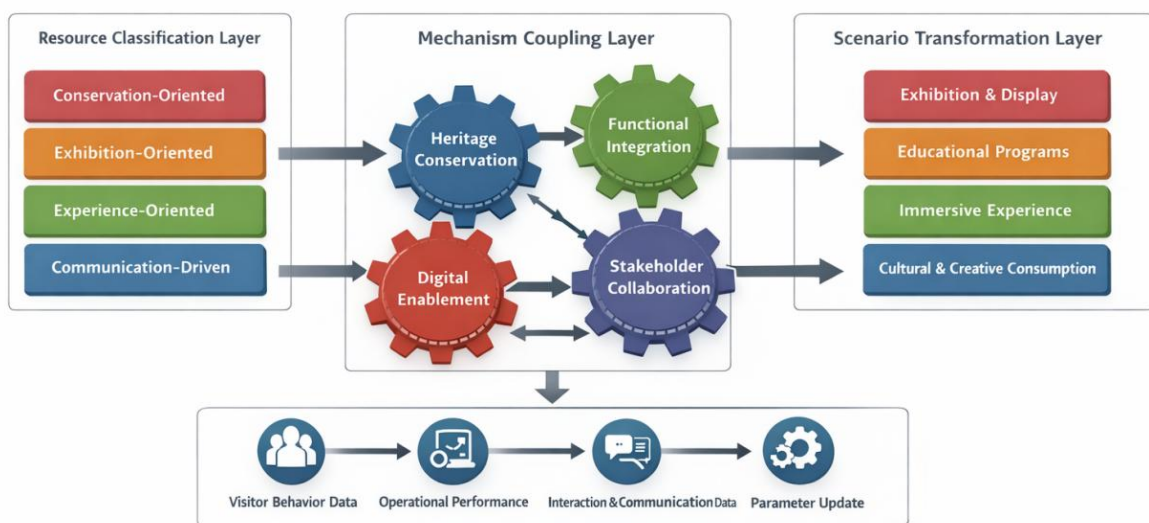 Resource Classification Layer
Conservation-Oriented
Exhibition-Oriented
Experience-Oriented
Communication-Driven
Mechanism Coupling Layer
Heritage
Conservation
Functional
Integration
Digital
Enablement
Stakeholder
Collaboration
Scenario Transformation Layer
Exhibition & Display
Educational Programs
Immersive Experience
Cultural & Creative Consumption
Visitor Behavior Data
Operational Performance
Interaction & Communication Data
Parameter Update